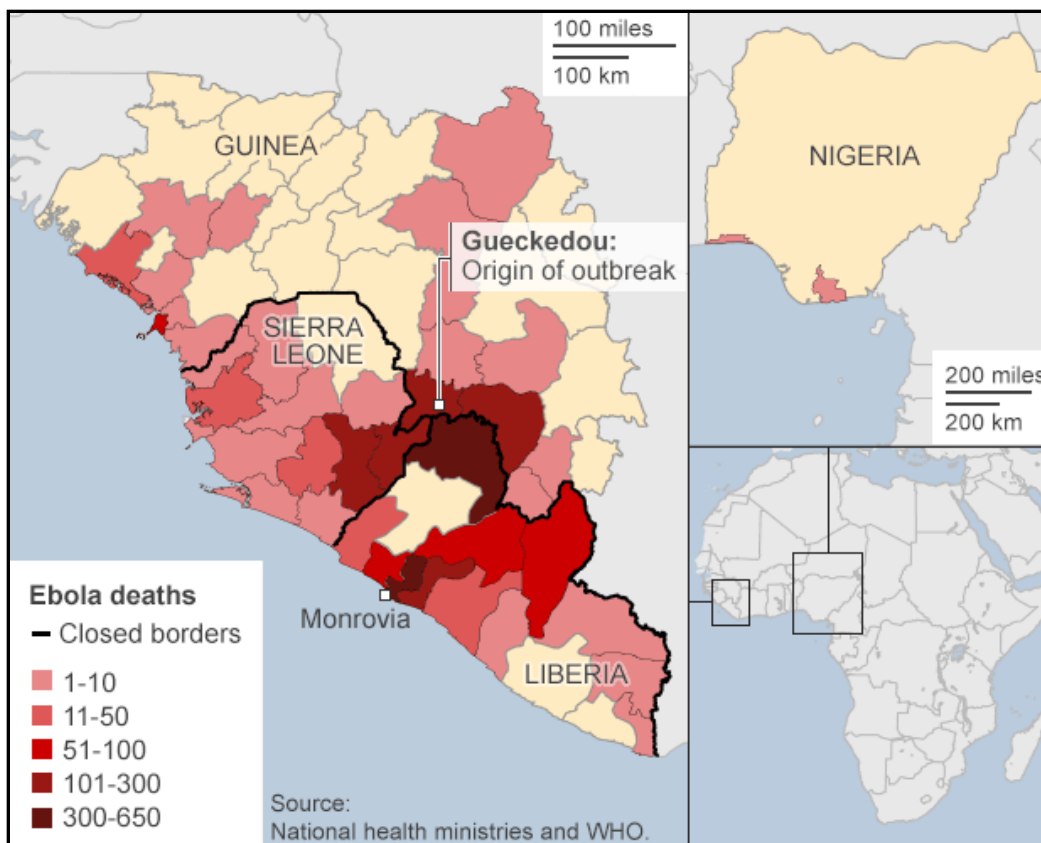 100 miles
100 km
GUINEA
Gueckedou:
Origin of outbreak
SIERRA
LEONE
Monrovia
LIBERIA
Ebola deaths
Closed borders
1-10
11-50
51-100
101-300
300-650
Source:
National health ministries and WHO.
NIGERIA
200 miles
200 km